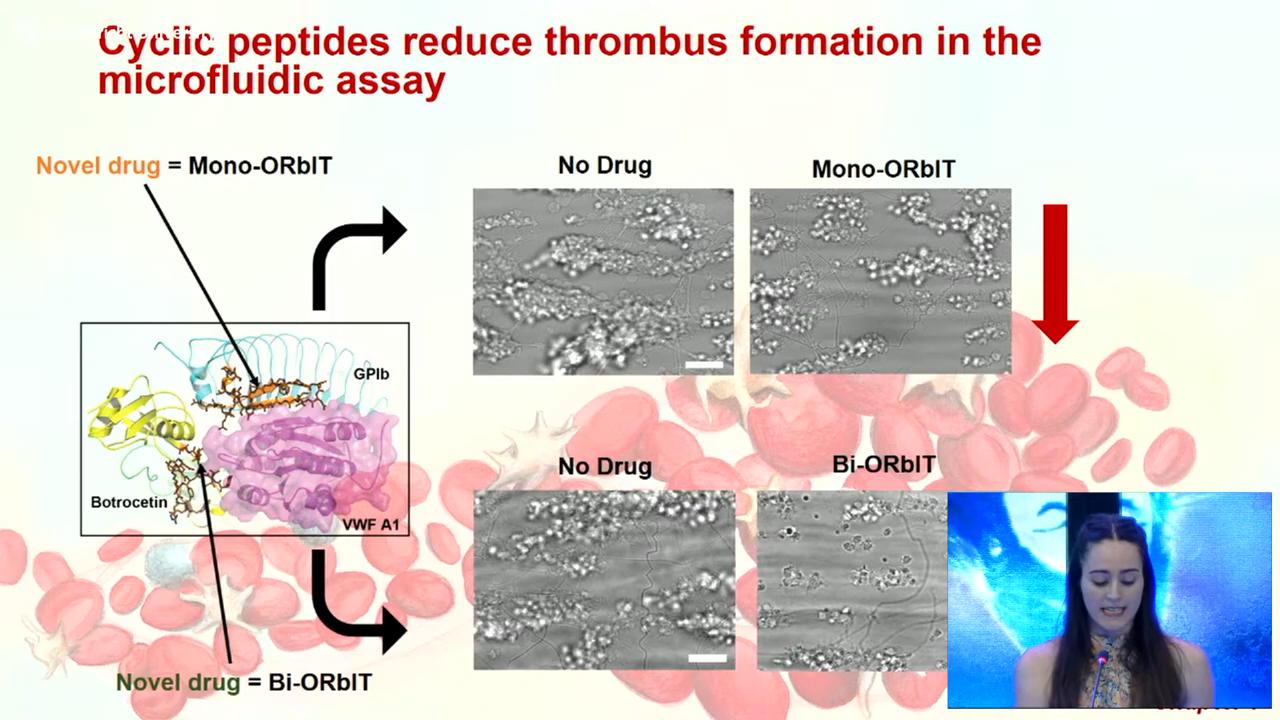 Cyclic peptides reduce thrombus formation in the
microfluidic assay
Novel drug = Mono-ORbIT
No Drug
Mono-ORbIT
GPIb
Botrocetin
VWF A1
No Drug
Bi-ORbIT
Novel drug = Bi-ORbIT